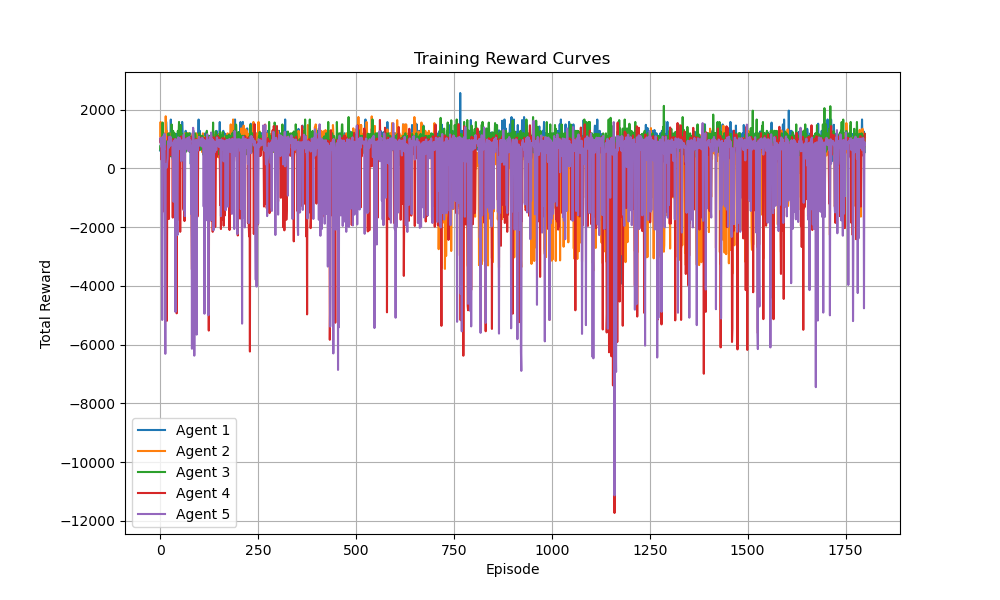 Training Reward Curves
Total Reward
2000
0
−2000
−4000
−6000
−8000
−10000
−12000
Agent 1
Agent 2
Agent 3
Agent 4
Agent 5
0 250 500 750 1000 1250 1500 1750
Episode